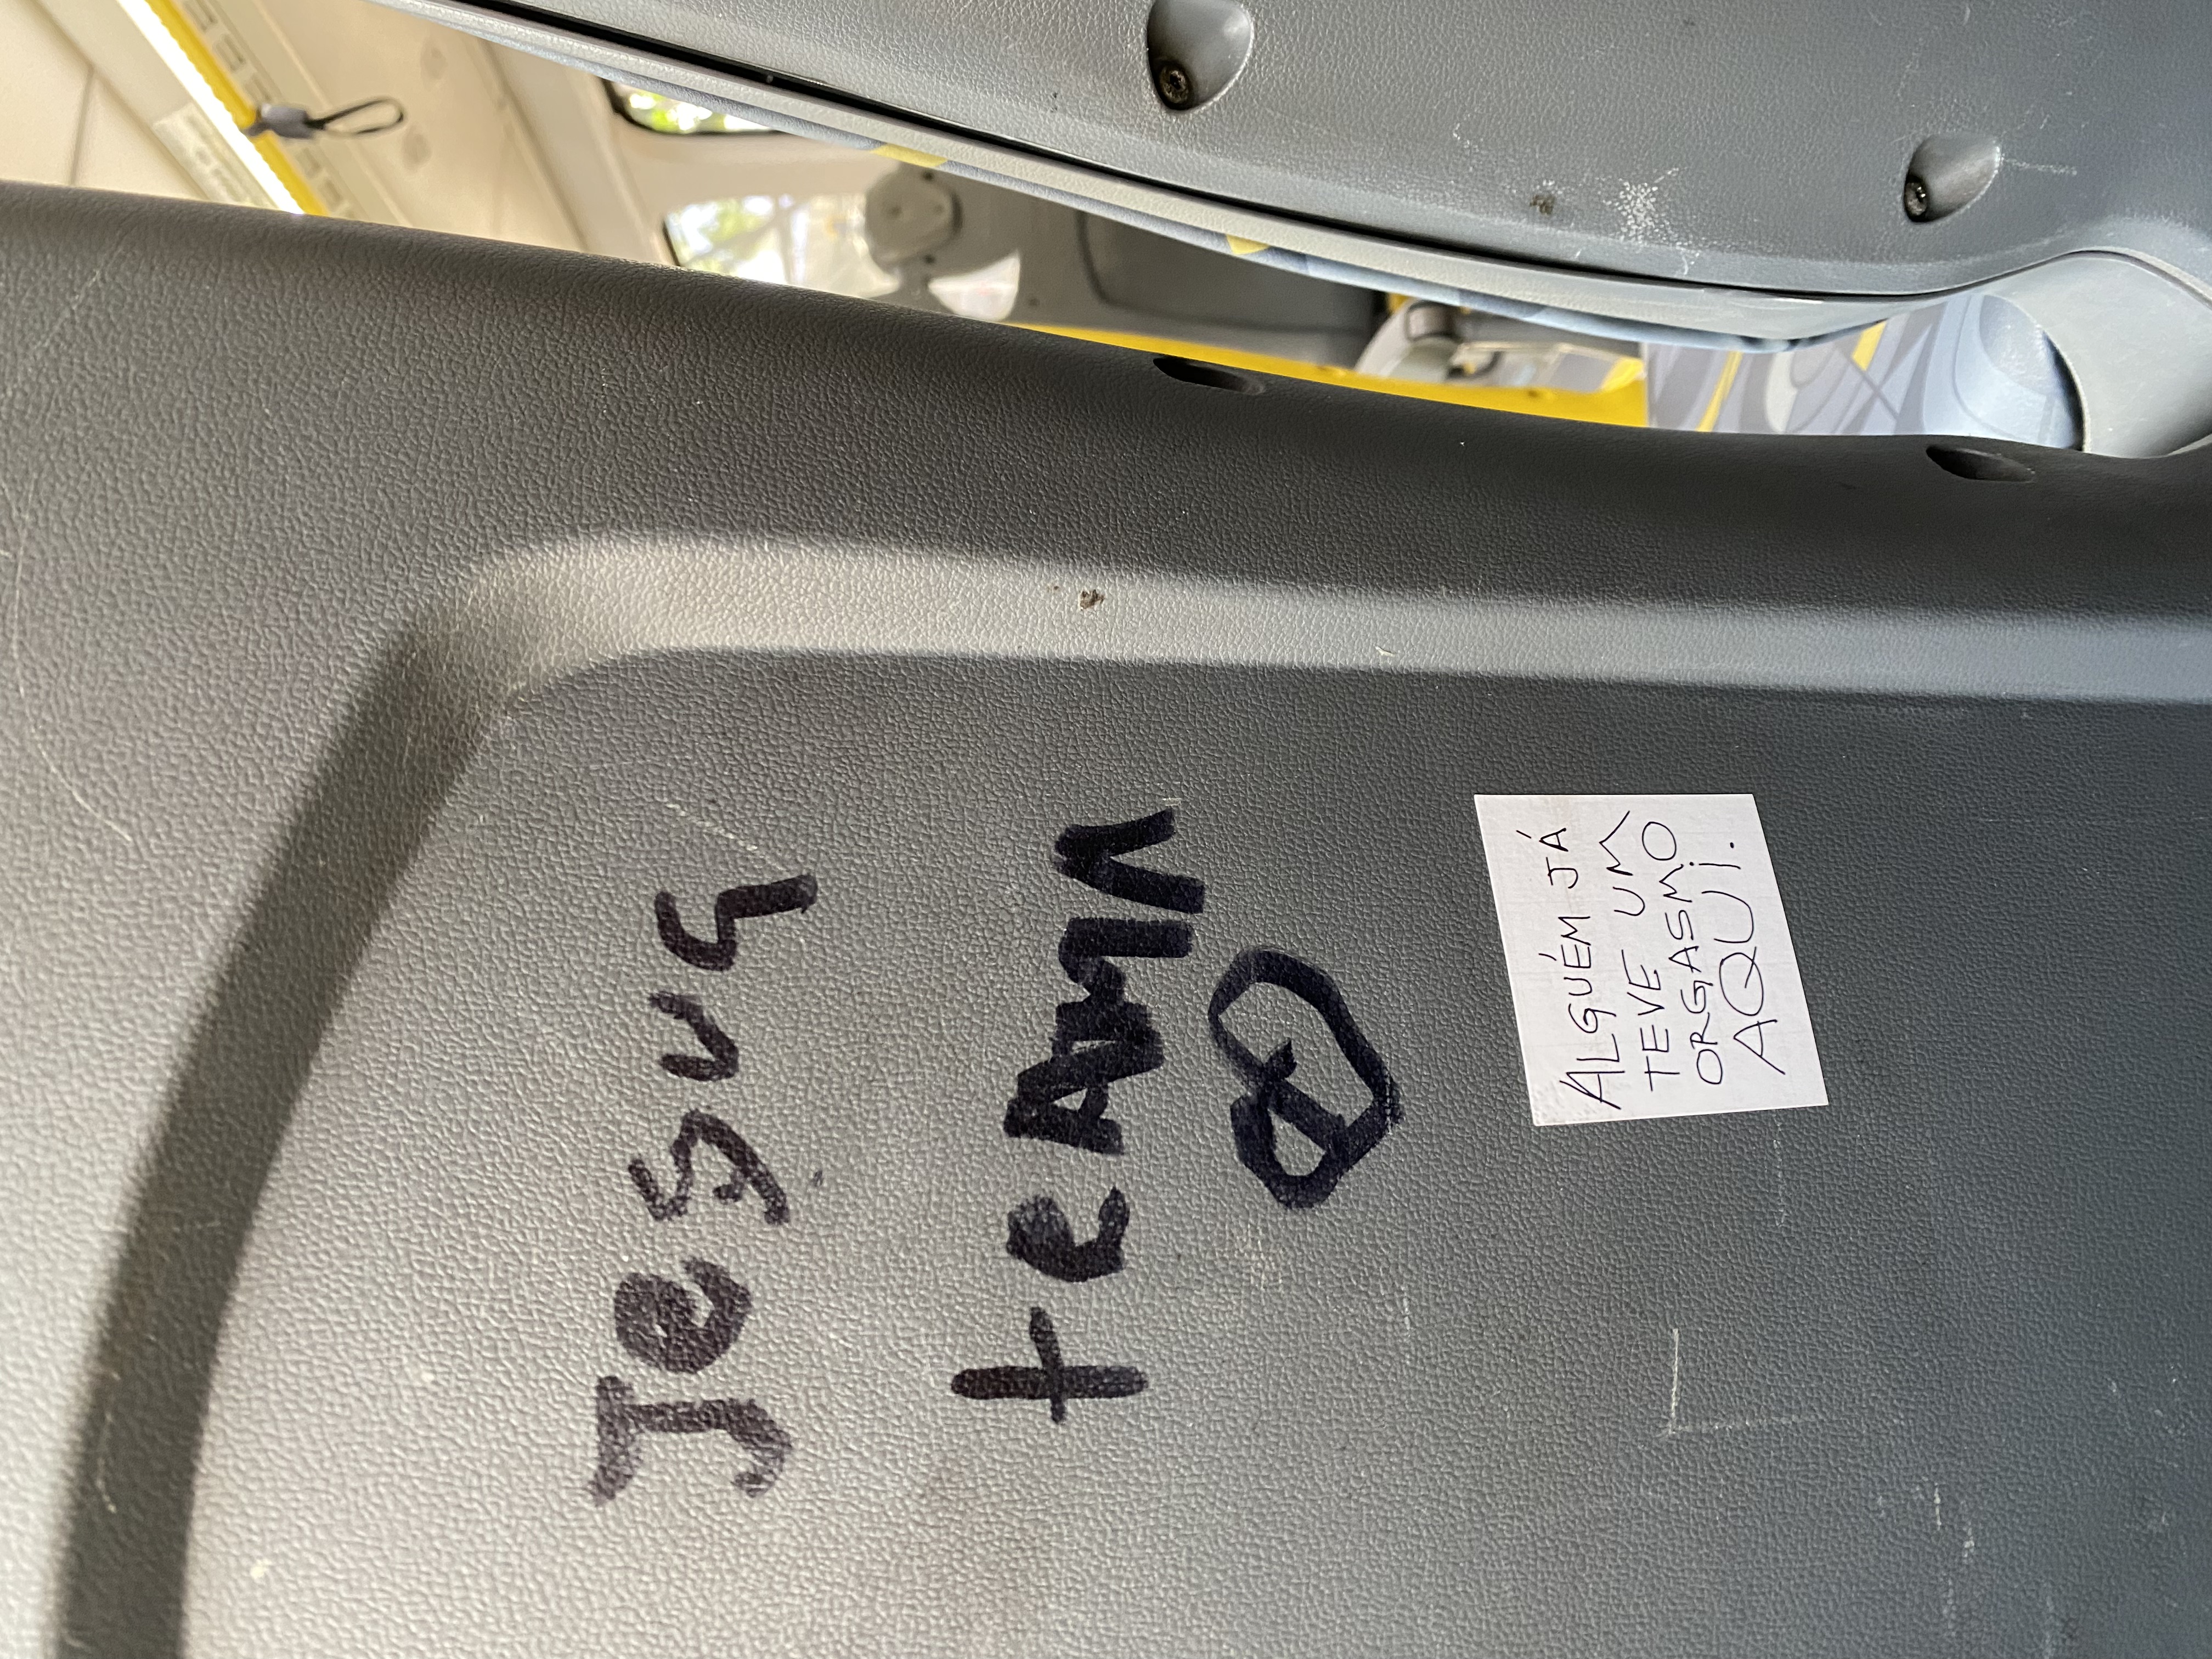 Jesus
te AMA
ALGUÉM JÁ
TEVE UM
ORGASMO
AQUI.